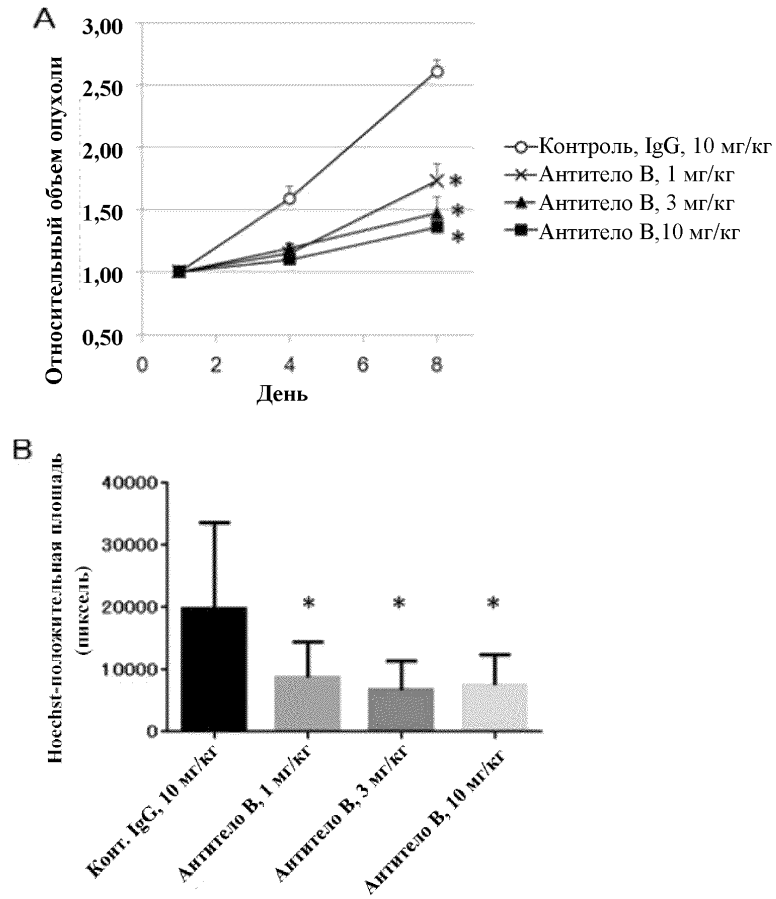 A
Относительный объем опухоли
3,00
2,50
2,00
1,50
1,00
0,50
0 2 4 6 8
День
Контроль, IgG, 10 мг/кг
Антитело В, 1 мг/кг
Антитело В, 3 мг/кг
Антитело В,10 мг/кг
*
*
*
B
Hoechst-положительная площадь
(пиксель)
40000
30000
20000
10000
0
* * *
Конт. IgG, 10 мг/кг
Антитело В, 1 мг/кг
Антитело В, 3 мг/кг
Антитело В, 10 мг/кг